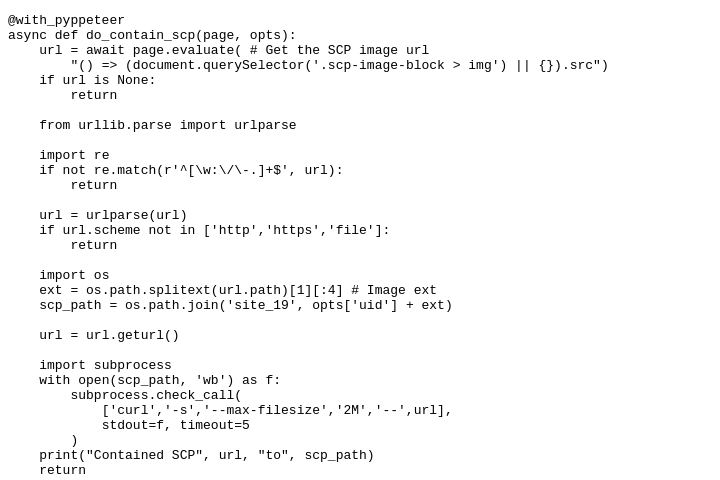 @with_pyppeteer
async def do_contain_scp(page, opts):
    url = await page.evaluate( # Get the SCP image url
        "() => (document.querySelector('.scp-image-block > img') || {}).src")
    if url is None:
        return

    from urllib.parse import urlparse

    import re
    if not re.match(r'^[\w:\/\-.]+$', url):
        return

    url = urlparse(url)
    if url.scheme not in ['http','https','file']:
        return

    import os
    ext = os.path.splitext(url.path)[1][:4] # Image ext
    scp_path = os.path.join('site_19', opts['uid'] + ext)

    url = url.geturl()

    import subprocess
    with open(scp_path, 'wb') as f:
        subprocess.check_call(
            ['curl','-s','--max-filesize','2M','--',url],
            stdout=f, timeout=5
        )
    print("Contained SCP", url, "to", scp_path)
    return